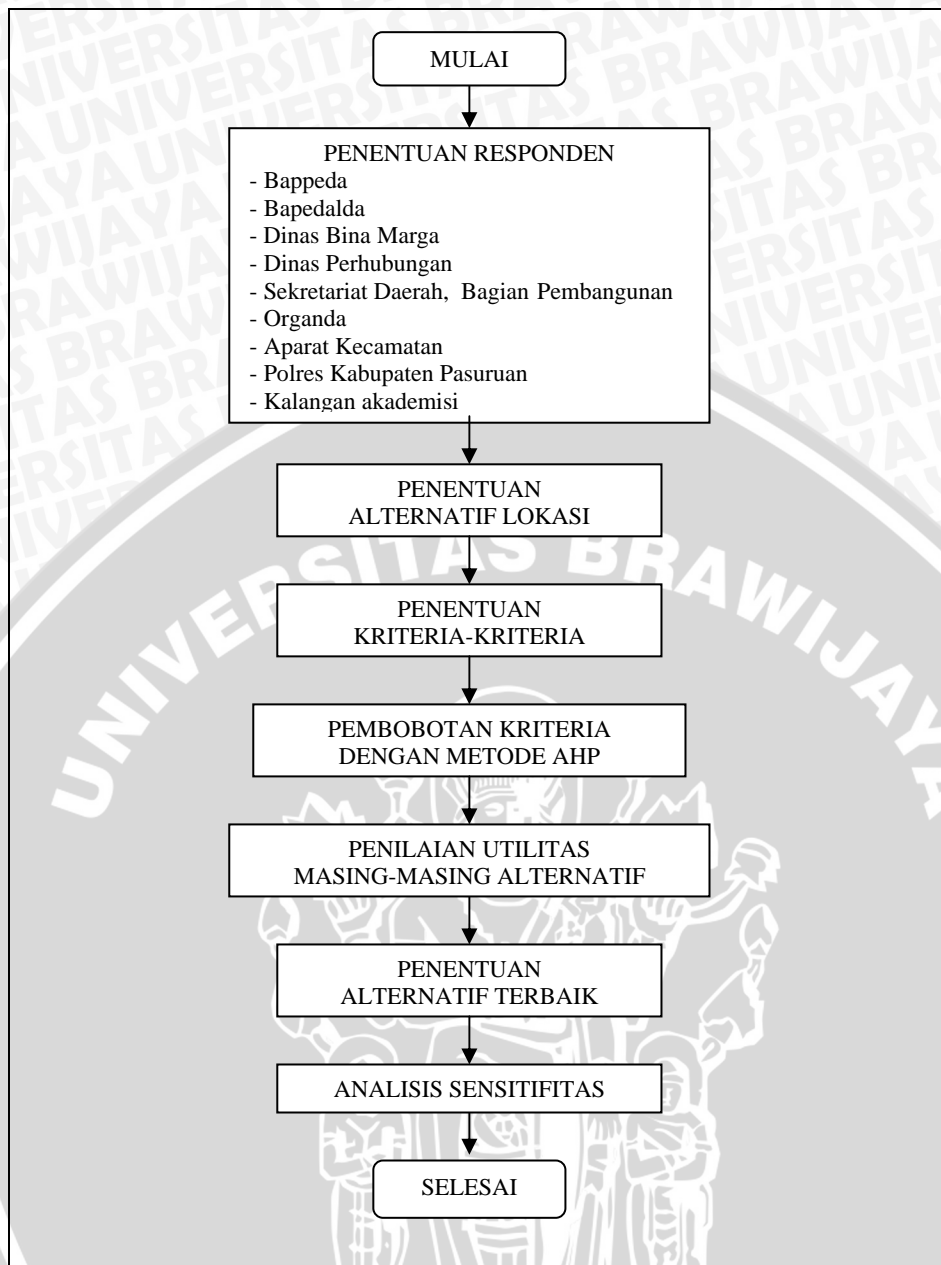 MULAI
PENENTUAN RESPONDEN
- Bappeda
- Bapedalda
- Dinas Bina Marga
- Dinas Perhubungan
- Sekretariat Daerah, Bagian Pembangunan
- Organda
- Aparat Kecamatan
- Polres Kabupaten Pasuruan
- Kalangan akademisi
PENENTUAN
ALTERNATIF LOKASI
UNIVERSITAS BRAWIJAYA
PENENTUAN
KRITERIA-KRITERIA
PEMBOBOTAN KRITERIA
DENGAN METODE AHP
PENILAIAN UTILITAS
MASING-MASING ALTERNATIF
PENENTUAN
ALTERNATIF TERBAIK
ANALISIS SENSITIFITAS
SELESAI